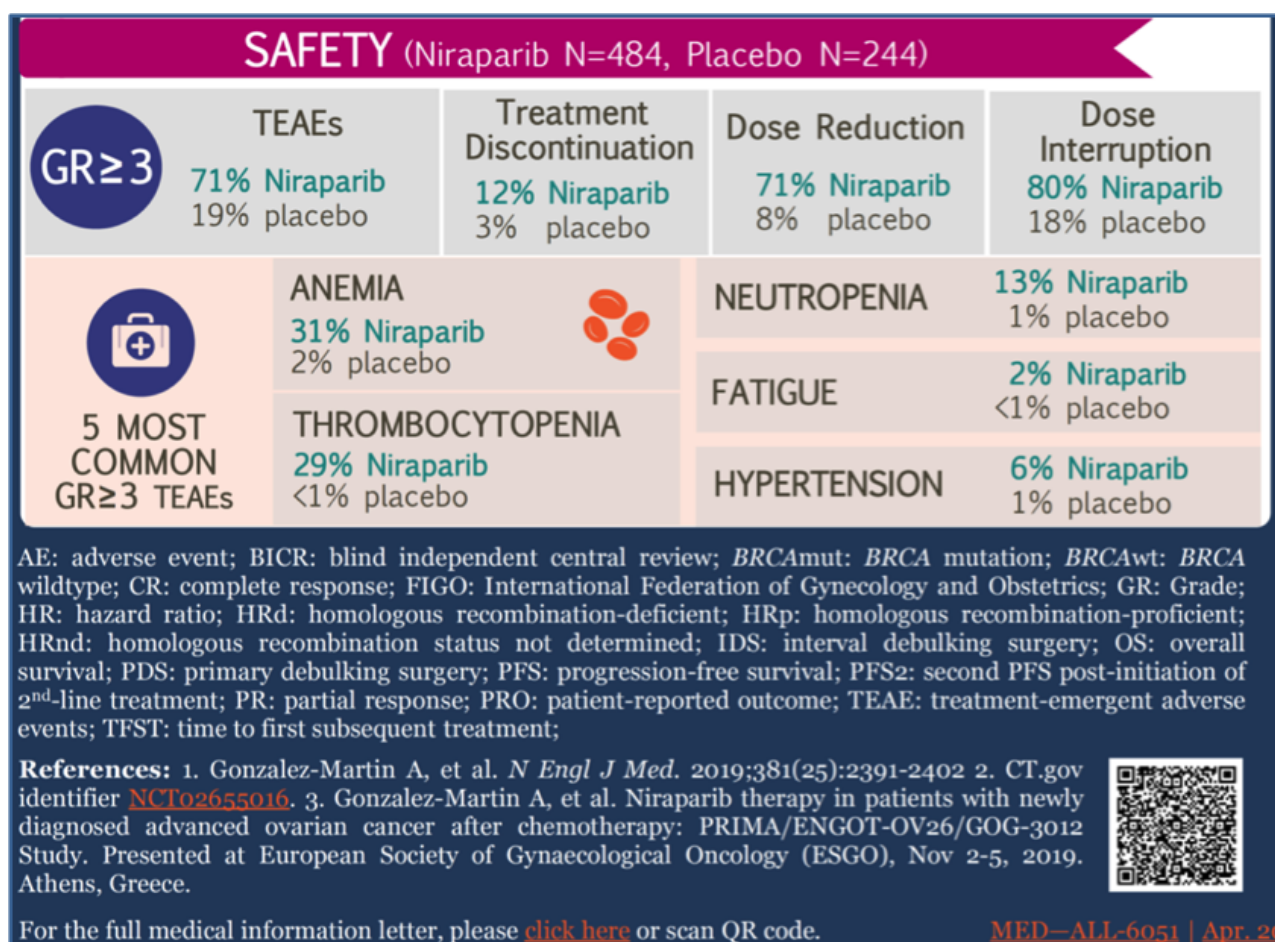 SAFETY (Niraparib N=484, Placebo N=244)
GR≥3
TEAEs
71% Niraparib
19% placebo
Treatment
Discontinuation
12% Niraparib
3% placebo
Dose Reduction
71% Niraparib
8% placebo
Dose
Interruption
80% Niraparib
18% placebo
5 MOST
COMMON
GR≥3 TEAEs
ANEMIA
31% Niraparib
2% placebo
THROMBOCYTOPENIA
29% Niraparib
<1% placebo
NEUTROPENIA
13% Niraparib
1% placebo
FATIGUE
2% Niraparib
<1% placebo
HYPERTENSION
6% Niraparib
1% placebo
AE: adverse event; BICR: blind independent central review; BRCAmut: BRCA mutation; BRCAwt: BRCA
wildtype; CR: complete response; FIGO: International Federation of Gynecology and Obstetrics; GR: Grade;
HR: hazard ratio; HRd: homologous recombination-deficient; HRp: homologous recombination-proficient;
HRnd: homologous recombination status not determined; IDS: interval debulking surgery; OS: overall
survival; PDS: primary debulking surgery; PFS: progression-free survival; PFS2: second PFS post-initiation of
2nd-line treatment; PR: partial response; PRO: patient-reported outcome; TEAE: treatment-emergent adverse
events; TFST: time to first subsequent treatment;
References: 1. Gonzalez-Martin A, et al. N Engl J Med. 2019;381(25):2391-2402 2. CT.gov
identifier NCT02655016. 3. Gonzalez-Martin A, et al. Niraparib therapy in patients with newly
diagnosed advanced ovarian cancer after chemotherapy: PRIMA/ENGOT-OV26/GOG-3012
Study. Presented at European Society of Gynaecological Oncology (ESGO), Nov 2-5, 2019.
Athens, Greece.
For the full medical information letter, please click here or scan QR code.
MED—ALL-6051 | Apr.